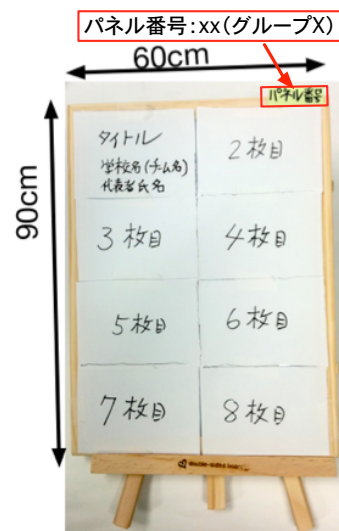 パネル番号:xx(グループX)
60cm
パネル番号
90cm
タイトル
学校名(チーム名)
代表者氏名
2枚目
3枚目
4枚目
5枚目
6枚目
7枚目
8枚目